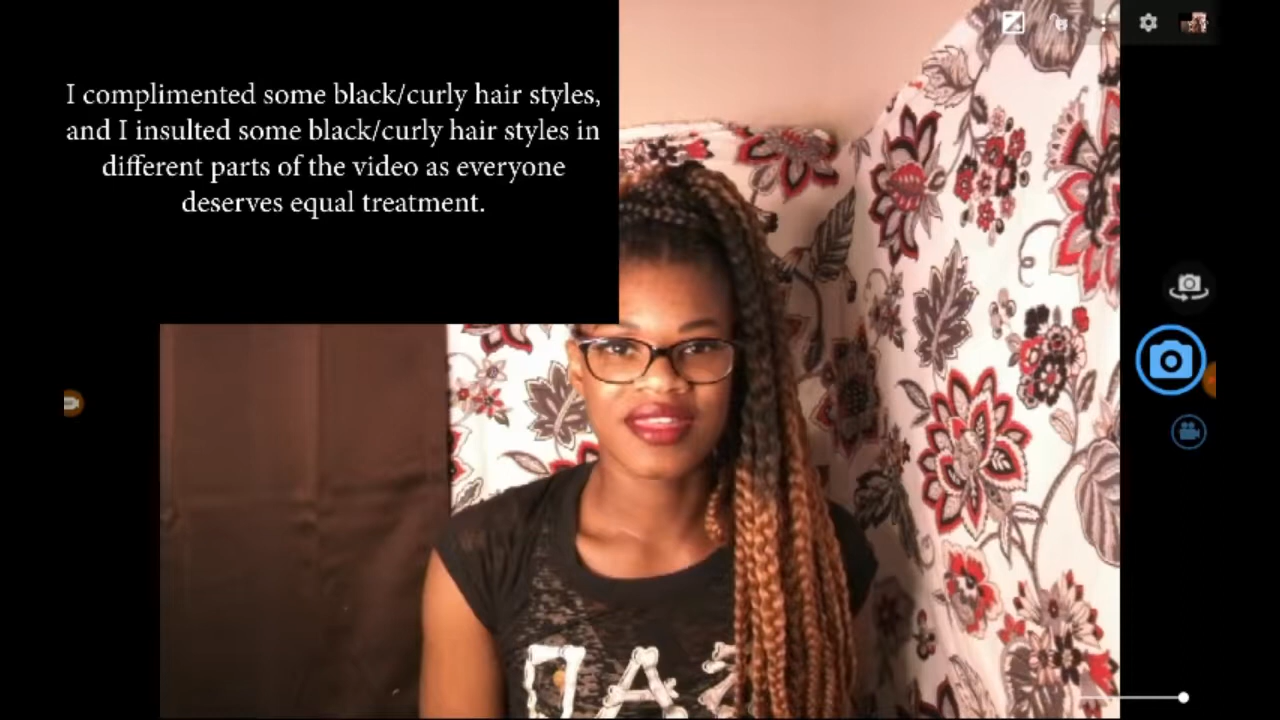 I complimented some black/curly hair styles,
and I insulted some black/curly hair styles in
different parts of the video as everyone
deserves equal treatment.